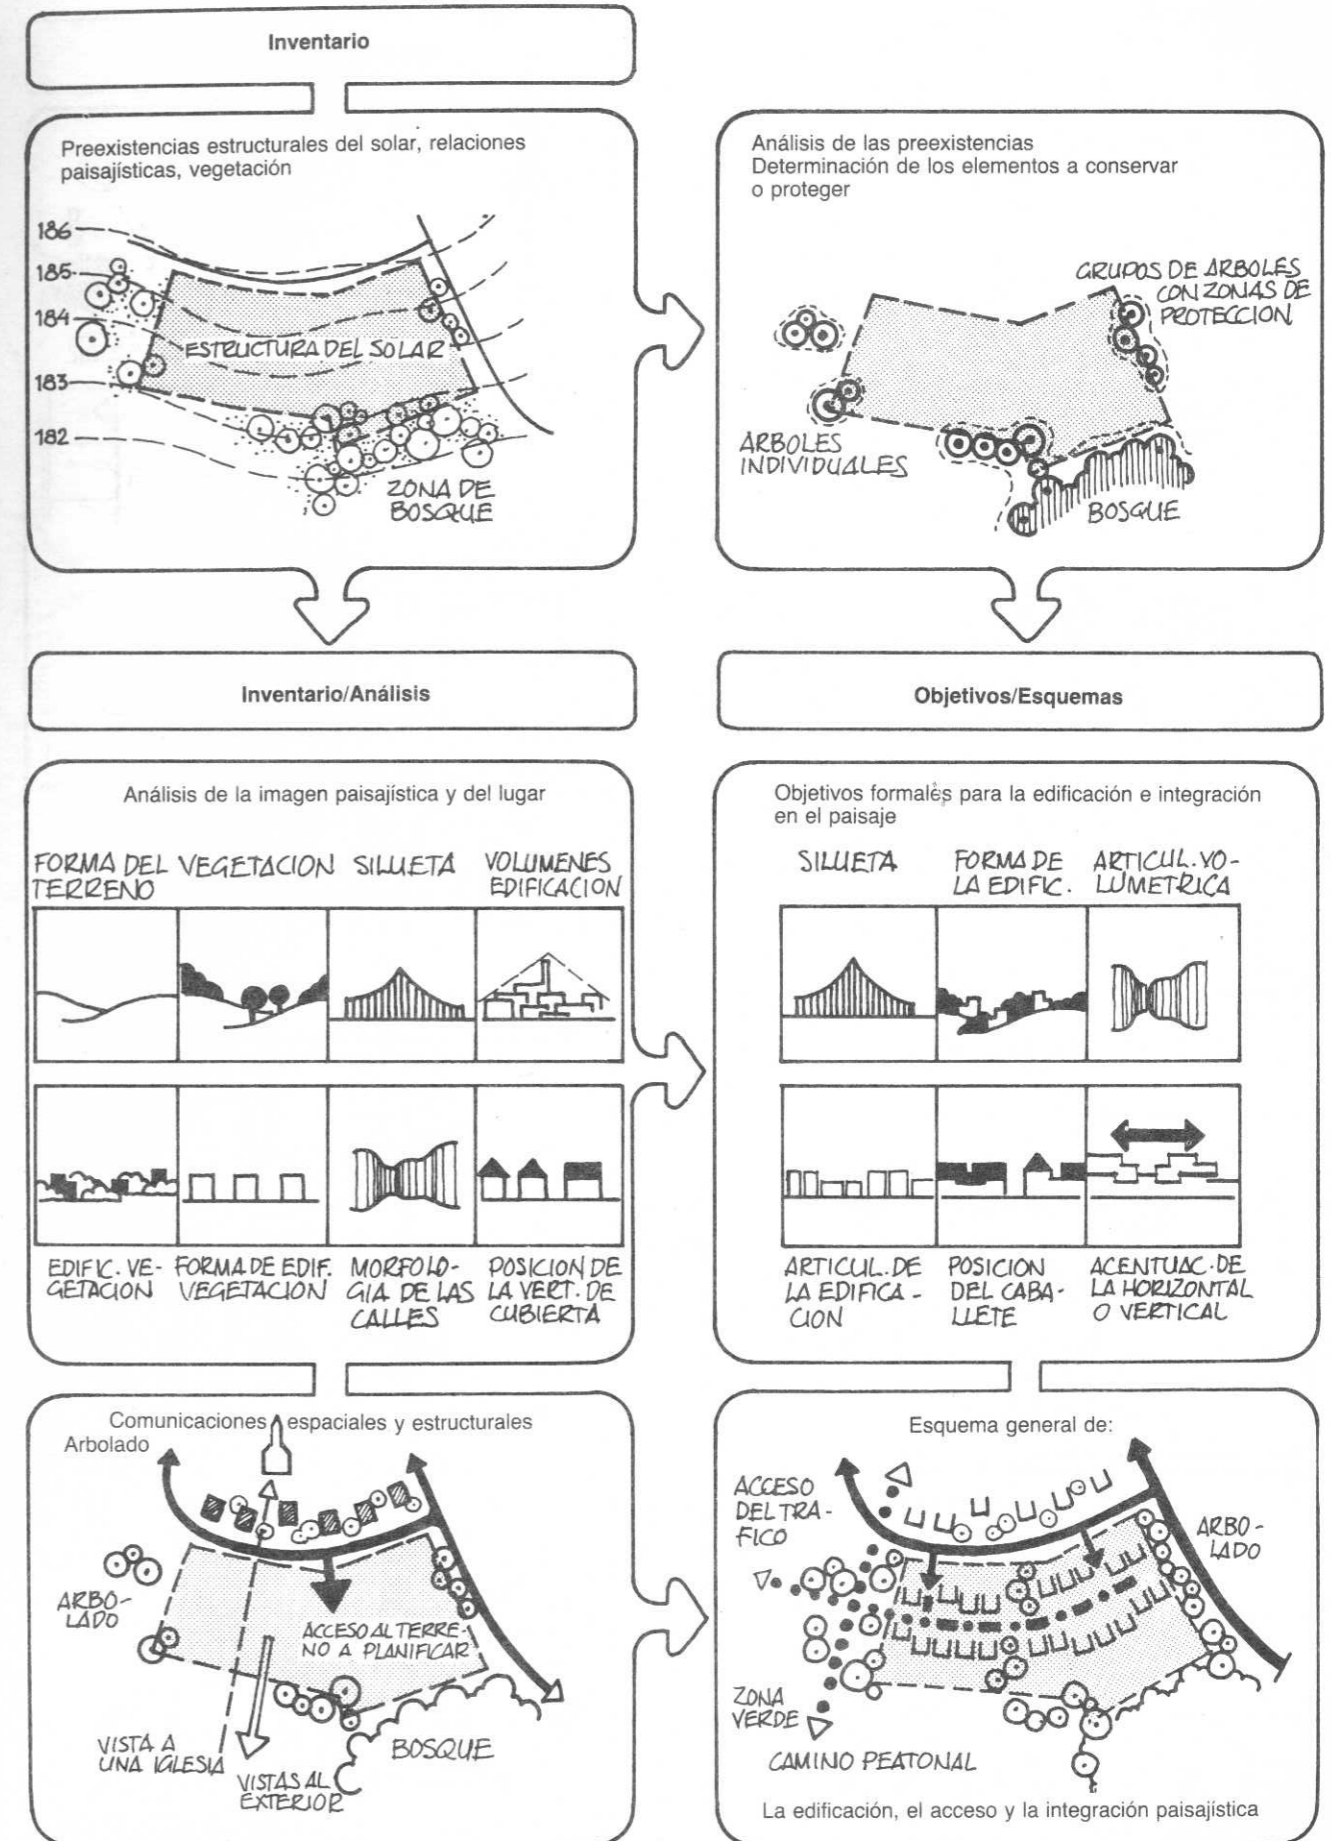 Inventario
Preexistencias estructurales del solar, relaciones
paisajísticas, vegetación
186
185
184
183
182
ESTRUCTURA DEL SOLAR
ZONA DE
BOSQUE
Análisis de las preexistencias
Determinación de los elementos a conservar
o proteger
GRUPOS DE ARBOLES
CON ZONAS DE
PROTECCION
ARBOLES
INDIVIDUALES
BOSQUE
Inventario/Análisis
Objetivos/Esquemas
Análisis de la imagen paisajística y del lugar
FORMA DEL
TERRENO
VEGETACION
SILUETA
VOLUMENES
EDIFICACION
EDIFIC. VE-
GETACION
FORMA DE EDIF.
VEGETACION
MORFOLO-
GIA DE LAS
CALLES
POSICION DE
LA VERT. DE
CUBIERTA
Objetivos formales para la edificación e integración
en el paisaje
SILUETA
FORMA DE
LA EDIFIC.
ARTICUL. VO-
LUMETRICA
ARTICUL. DE
LA EDIFICA-
CION
POSICION
DEL CABA-
LLETE
ACENTUAC. DE
LA HORIZONTAL
O VERTICAL
Comunicaciones espaciales y estructurales
Arbolado
ARBO-
LADO
ACCESO AL TERRE-
NO A PLANIFICAR
VISTA A
UNA IGLESIA
VISTAS AL
EXTERIOR
BOSQUE
Esquema general de:
ACCESO
DEL TRA-
FICO
ARBO-
LADO
ZONA
VERDE
CAMINO PEATONAL
La edificación, el acceso y la integración paisajística